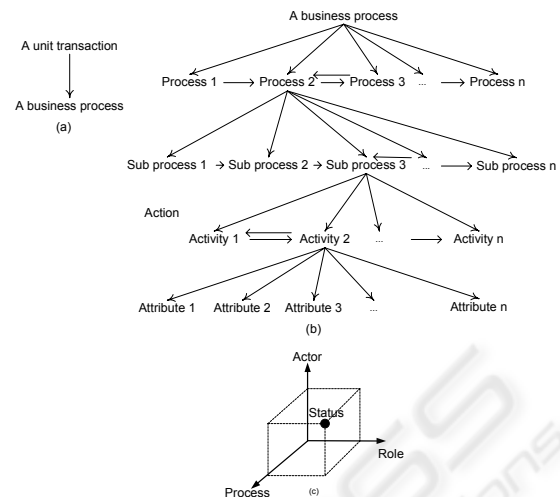 A business process
A unit transaction
A business process
(a)
Process 1 Process 2 Process 3 ... Process n
Sub process 1 Sub process 2 Sub process 3 ... Sub process n
Action
Activity 1 Activity 2 ... Activity n
Attribute 1 Attribute 2 Attribute 3 ... Attribute n
(b)
Actor
Status
Role
Process
(c)